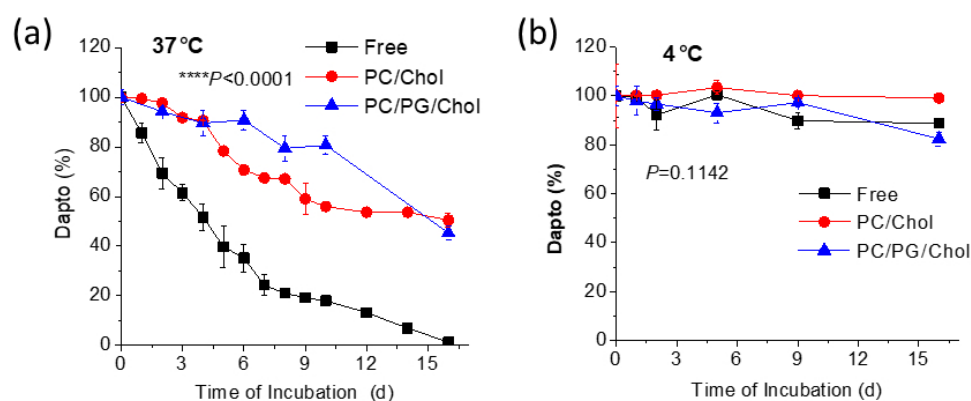 (a)
37°C
****P<0.0001
Free
PC/Chol
PC/PG/Chol
Dapto (%)
120
100
80
60
40
20
0
0 3 6 9 12 15
Time of Incubation (d)
(b)
4°C
P=0.1142
Free
PC/Chol
PC/PG/Chol
Dapto (%)
120
100
80
60
40
20
0
0 3 6 9 12 15
Time of Incubation (d)